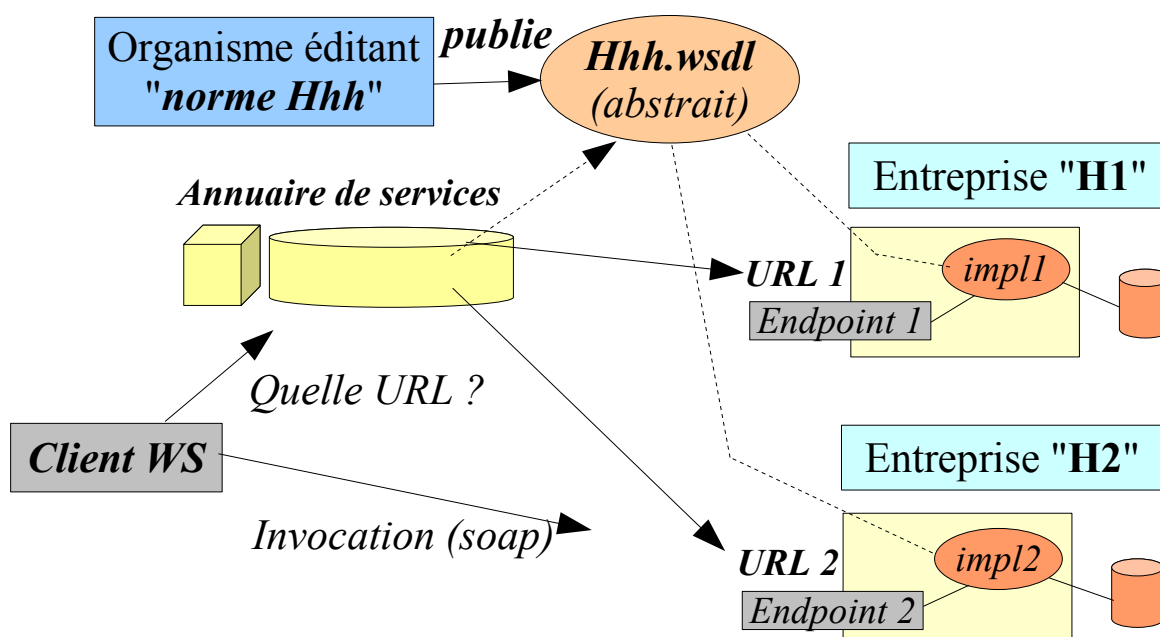 Organisme éditant
"norme Hhh"
publie
Hhh.wsdl
(abstrait)
Entreprise "H1"
Annuaire de services
URL 1
impl1
Endpoint 1
Quelle URL ?
Client WS
Entreprise "H2"
Invocation (soap)
URL 2
impl2
Endpoint 2